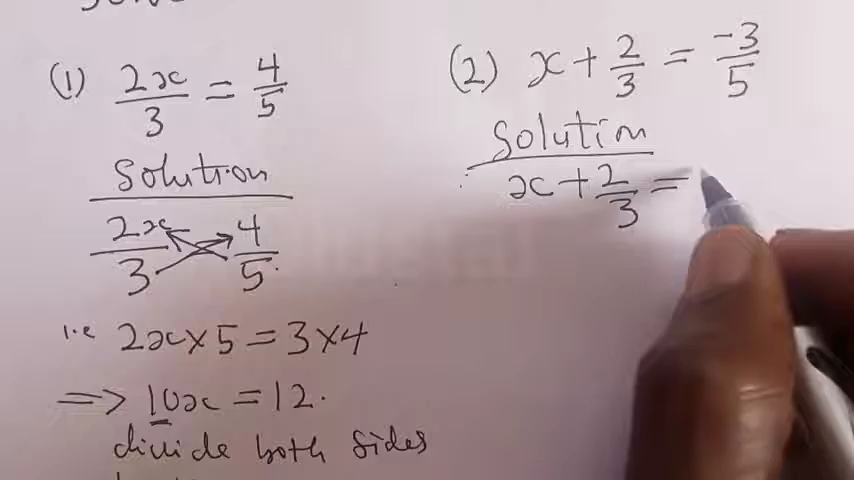 (1) 2x/3 = 4/5
solution
2x/3 4/5.
i.e 2x×5 = 3×4
=> 10x = 12.
divide both sides
(2) x + 2/3 = -3/5
Solution
x + 2/3 =